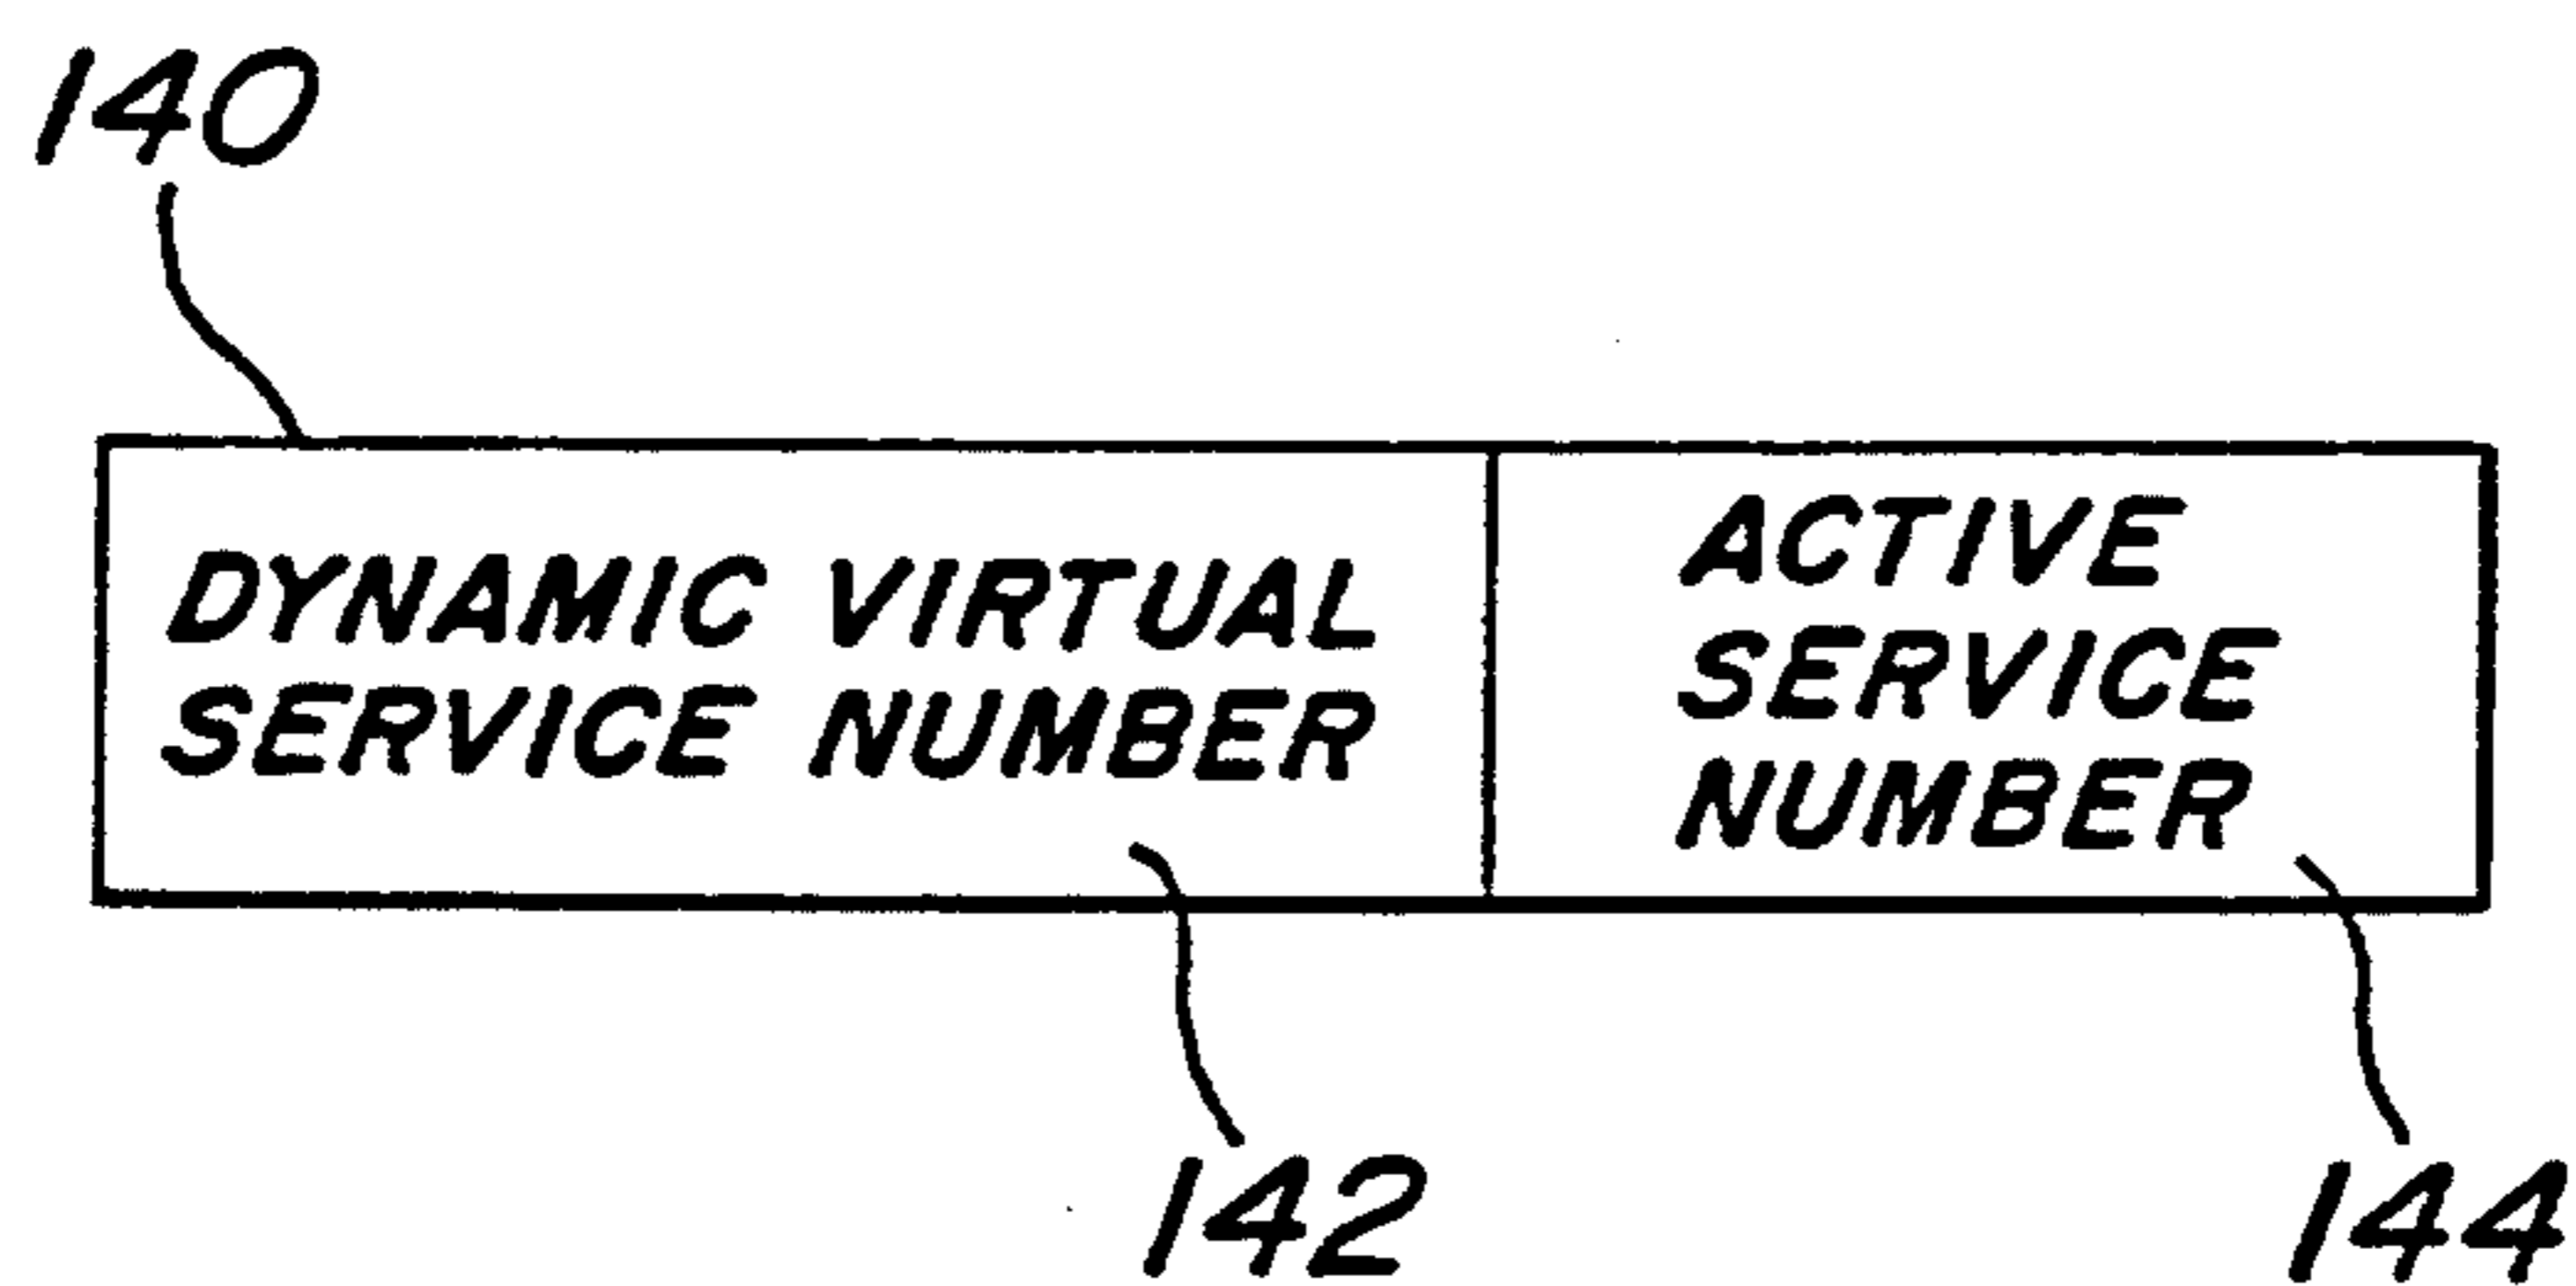 140
DYNAMIC VIRTUAL
SERVICE NUMBER
ACTIVE
SERVICE
NUMBER
142
144